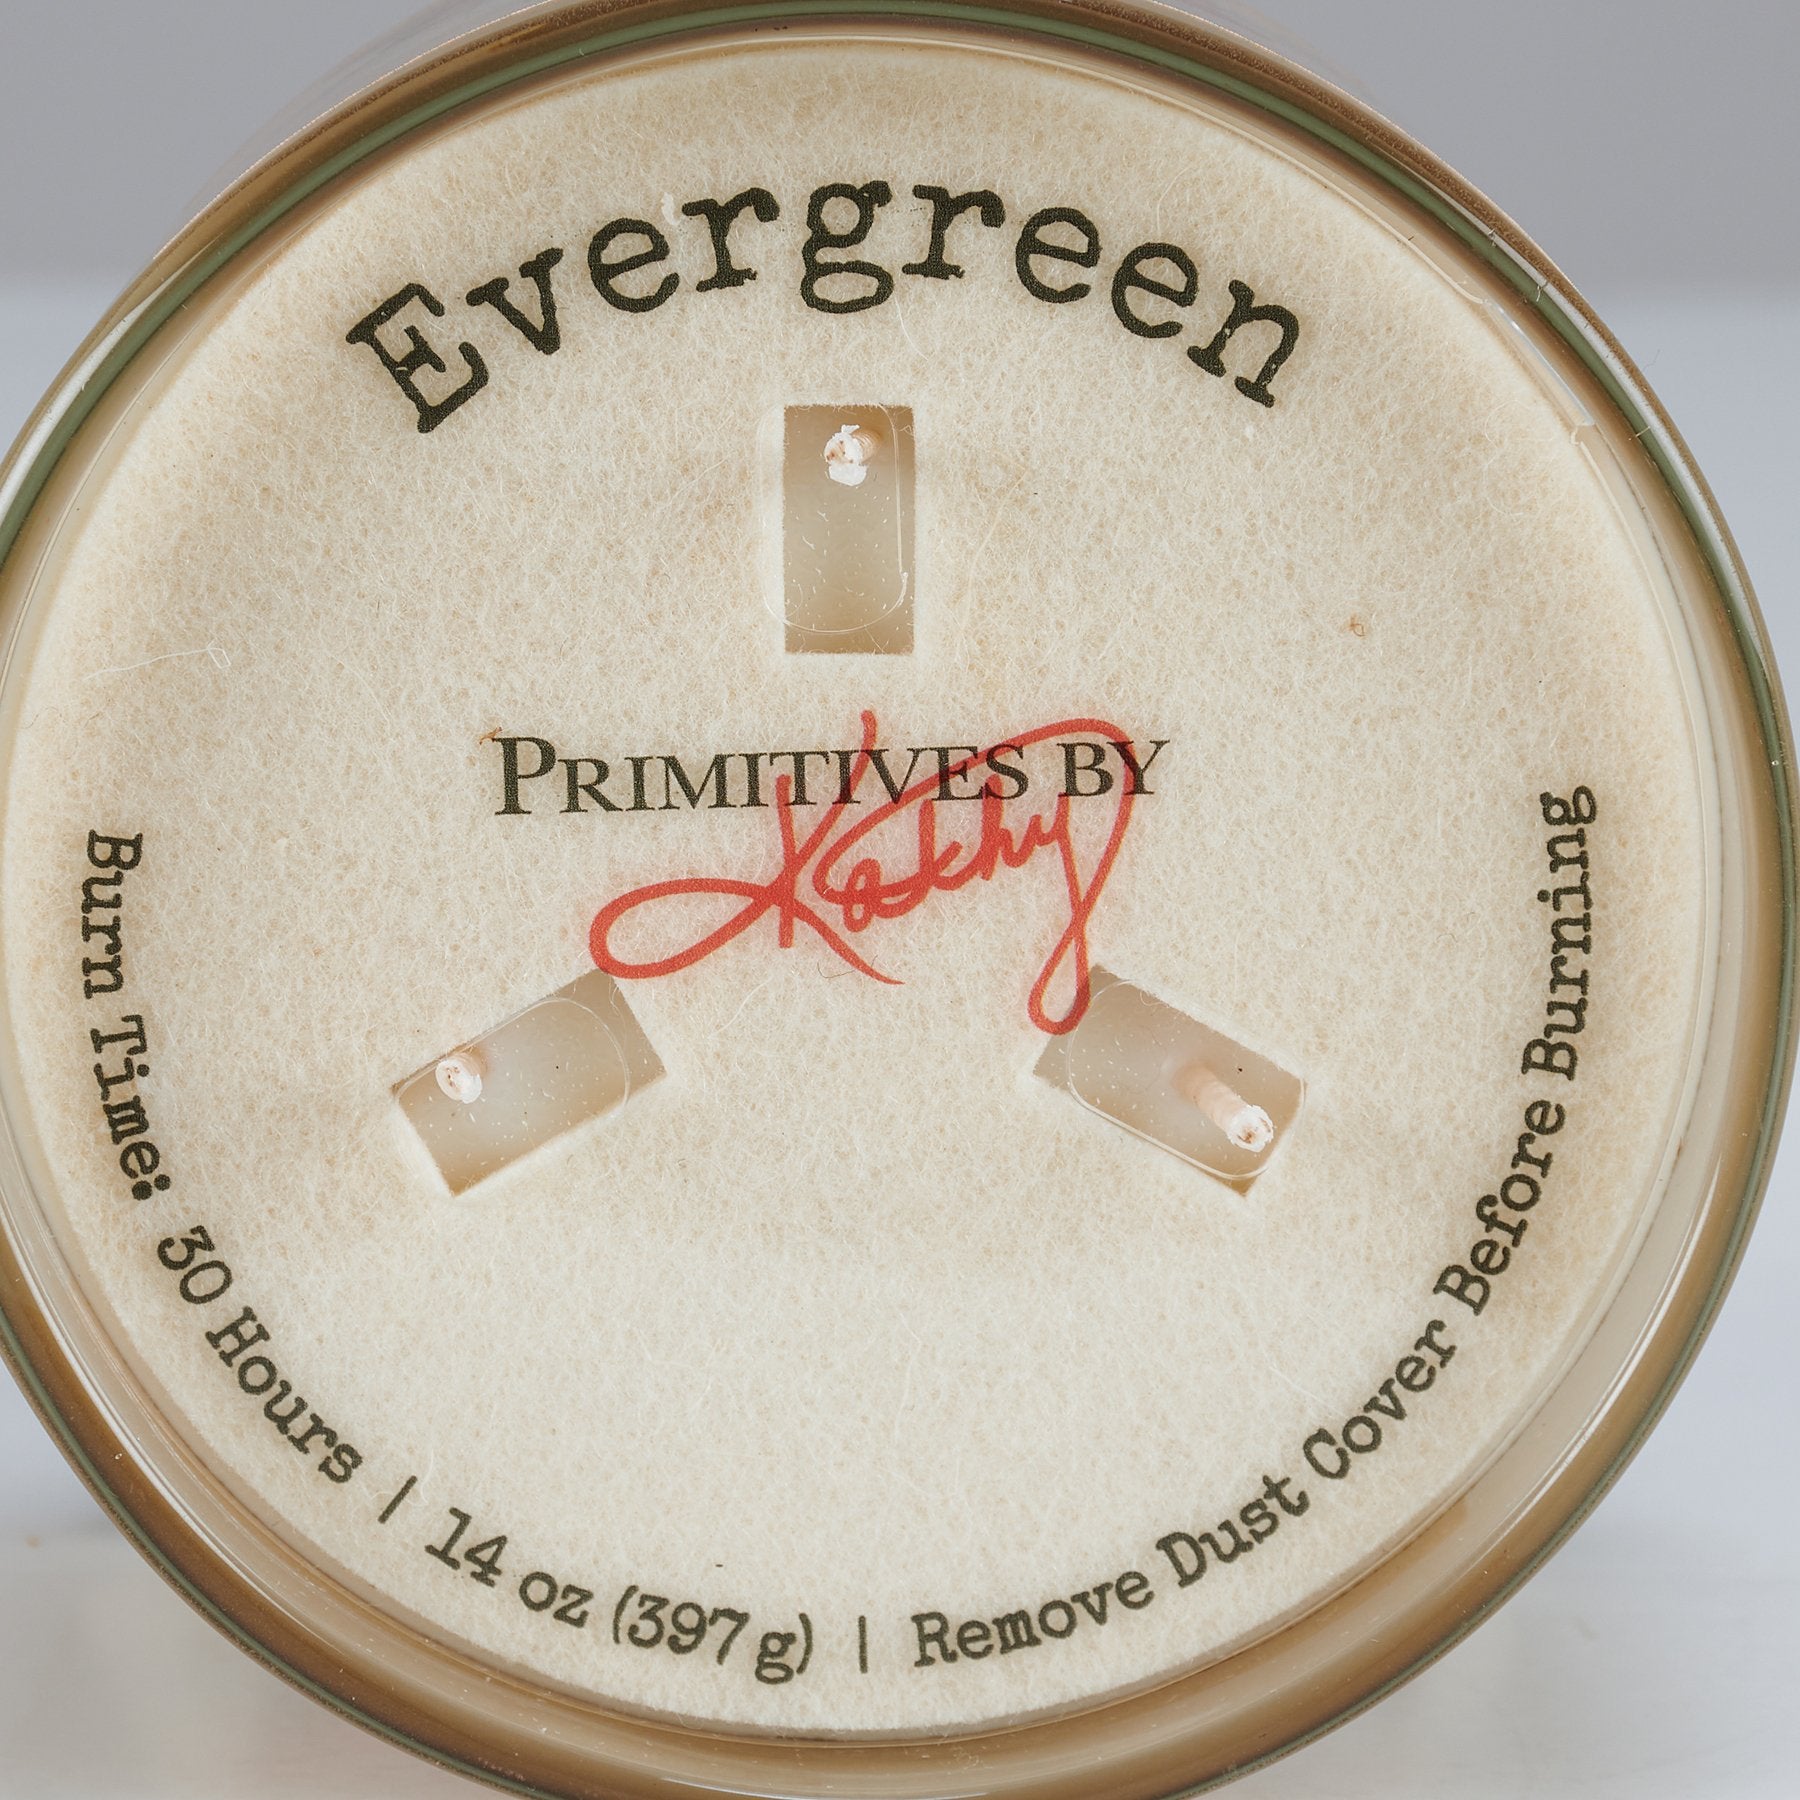 Evergreen
PRIMITIVES BY
Kathy
Burn Time: 30 Hours | 14 oz (397 g) | Remove Dust Cover Before Burning